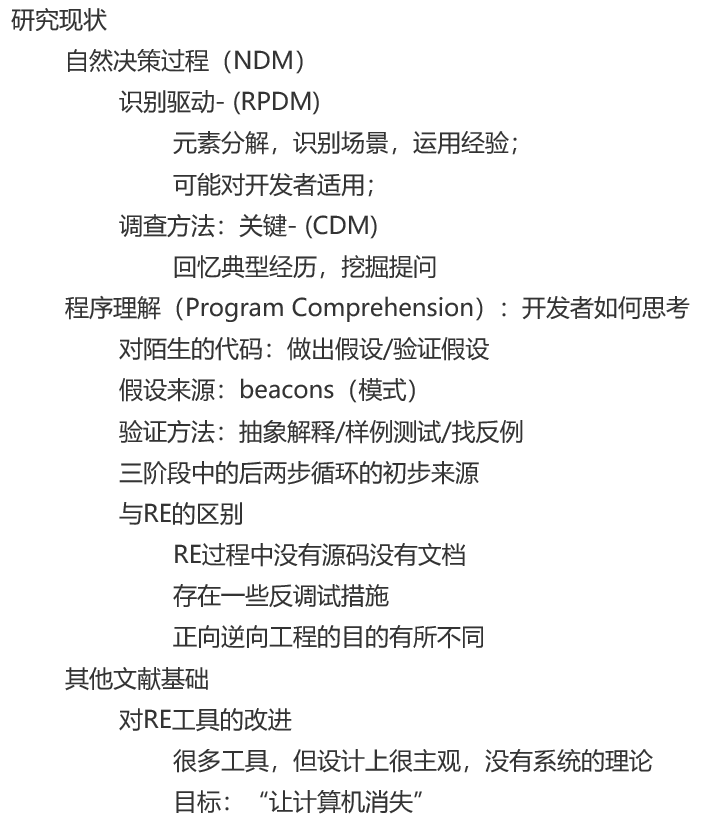 研究现状
自然决策过程（NDM）
识别驱动- (RPDM)
元素分解，识别场景，运用经验；
可能对开发者适用；
调查方法：关键- (CDM)
回忆典型经历，挖掘提问
程序理解（Program Comprehension）：开发者如何思考
对陌生的代码：做出假设/验证假设
假设来源：beacons（模式）
验证方法：抽象解释/样例测试/找反例
三阶段中的后两步循环的初步来源
与RE的区别
RE过程中没有源码没有文档
存在一些反调试措施
正向逆向工程的目的有所不同
其他文献基础
对RE工具的改进
很多工具，但设计上很主观，没有系统的理论
目标：“让计算机消失”